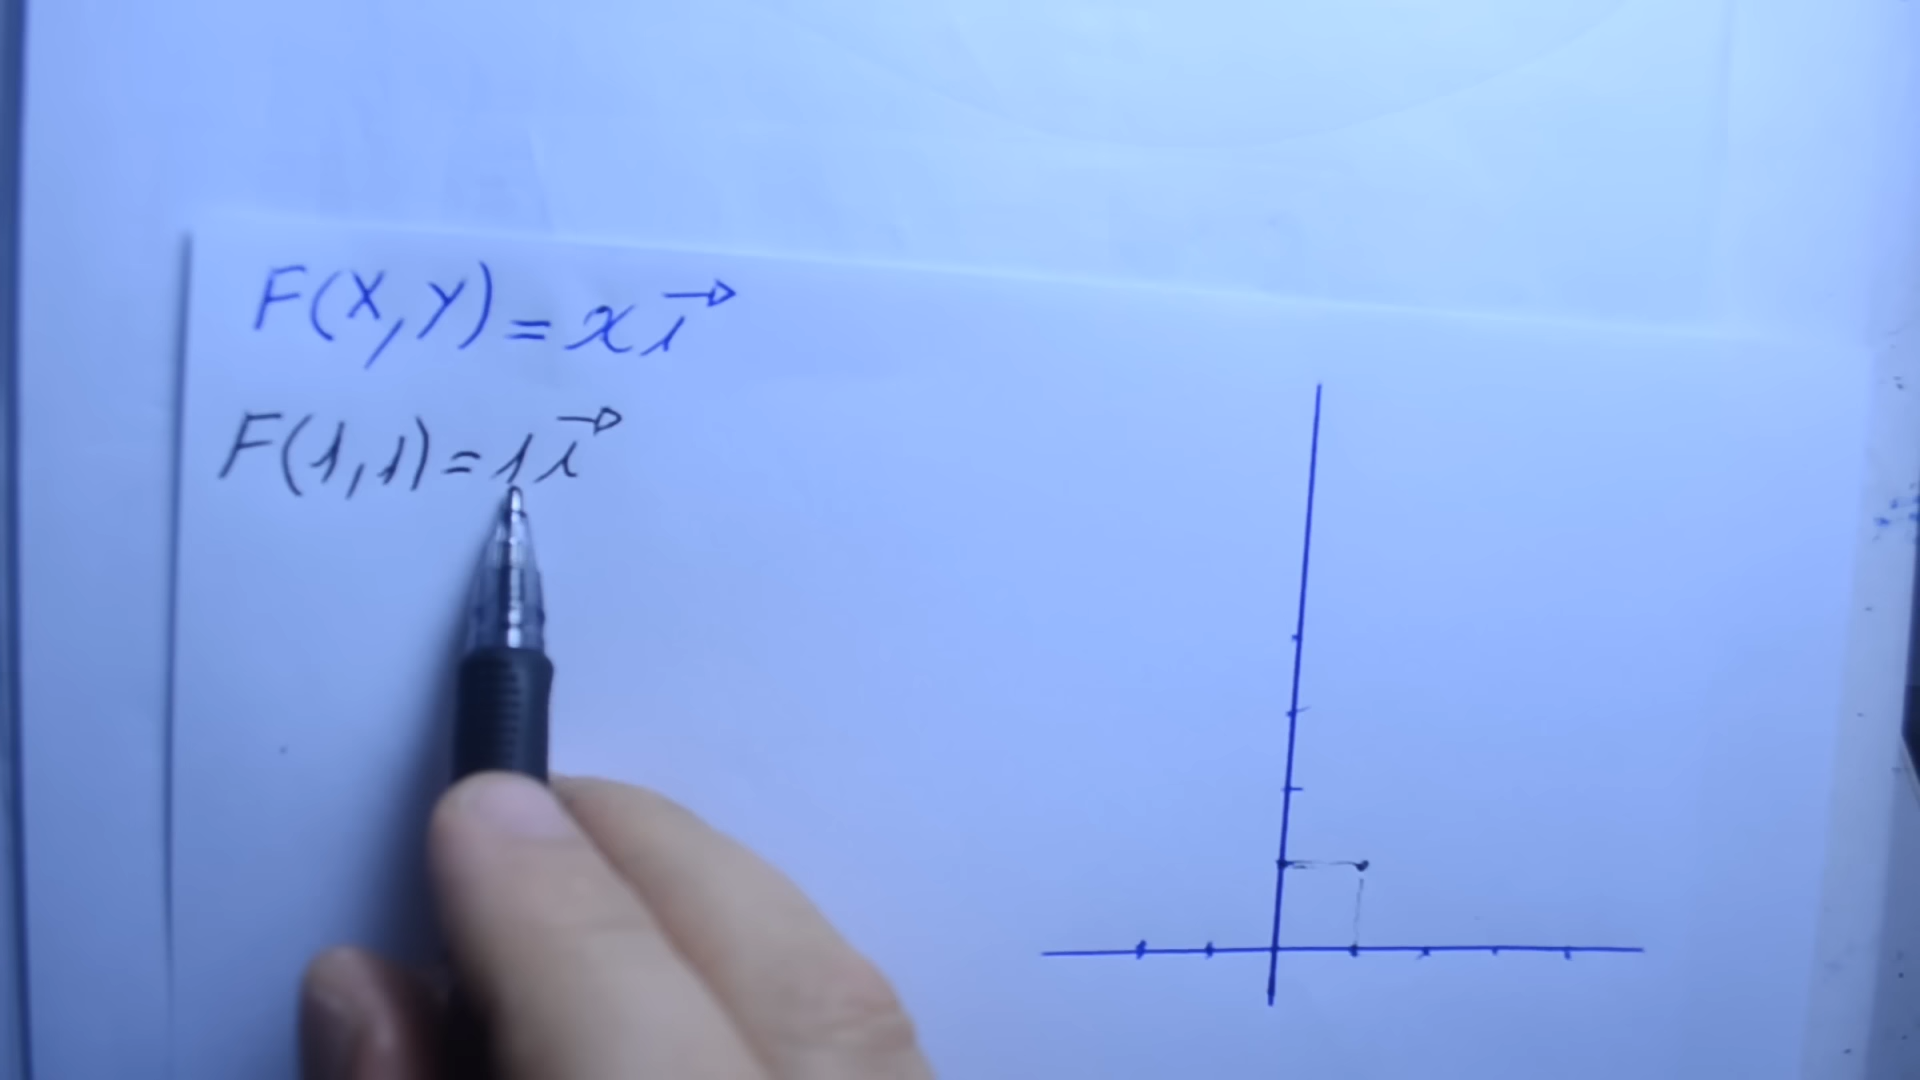 F(x,y) = x i⃗
F(1,1) = 1 i⃗